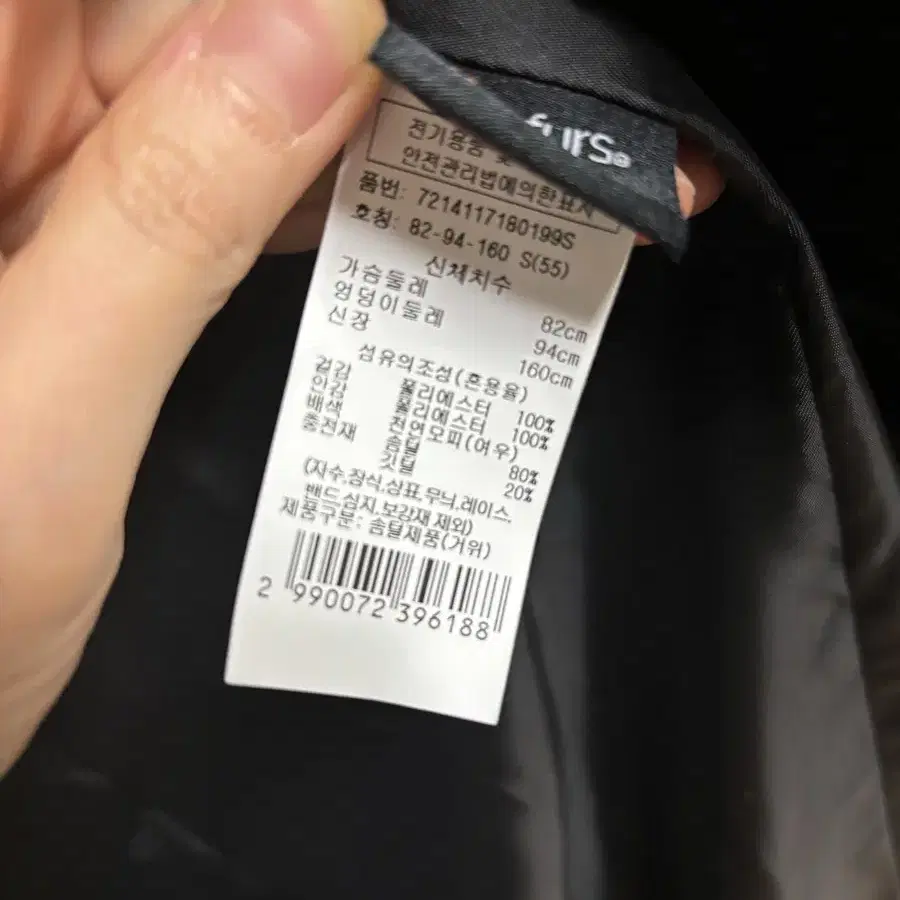 전기용품 및
안전관리법에의한표시
품번: 7214117180199S
호칭: 82-94-160 S(55)
신체치수
가슴둘레 82cm
엉덩이둘레 94cm
신장 160cm
섬유의조성(혼용율)
겉감 폴리에스터 100%
안감 폴리에스터 100%
배색 천연모피(여우)
충전재 솜털 80%
깃털 20%
(자수,장식,상표,무늬,레이스,
밴드,심지,보강재 제외)
제품구분: 솜털제품(거위)
2 990072 396188